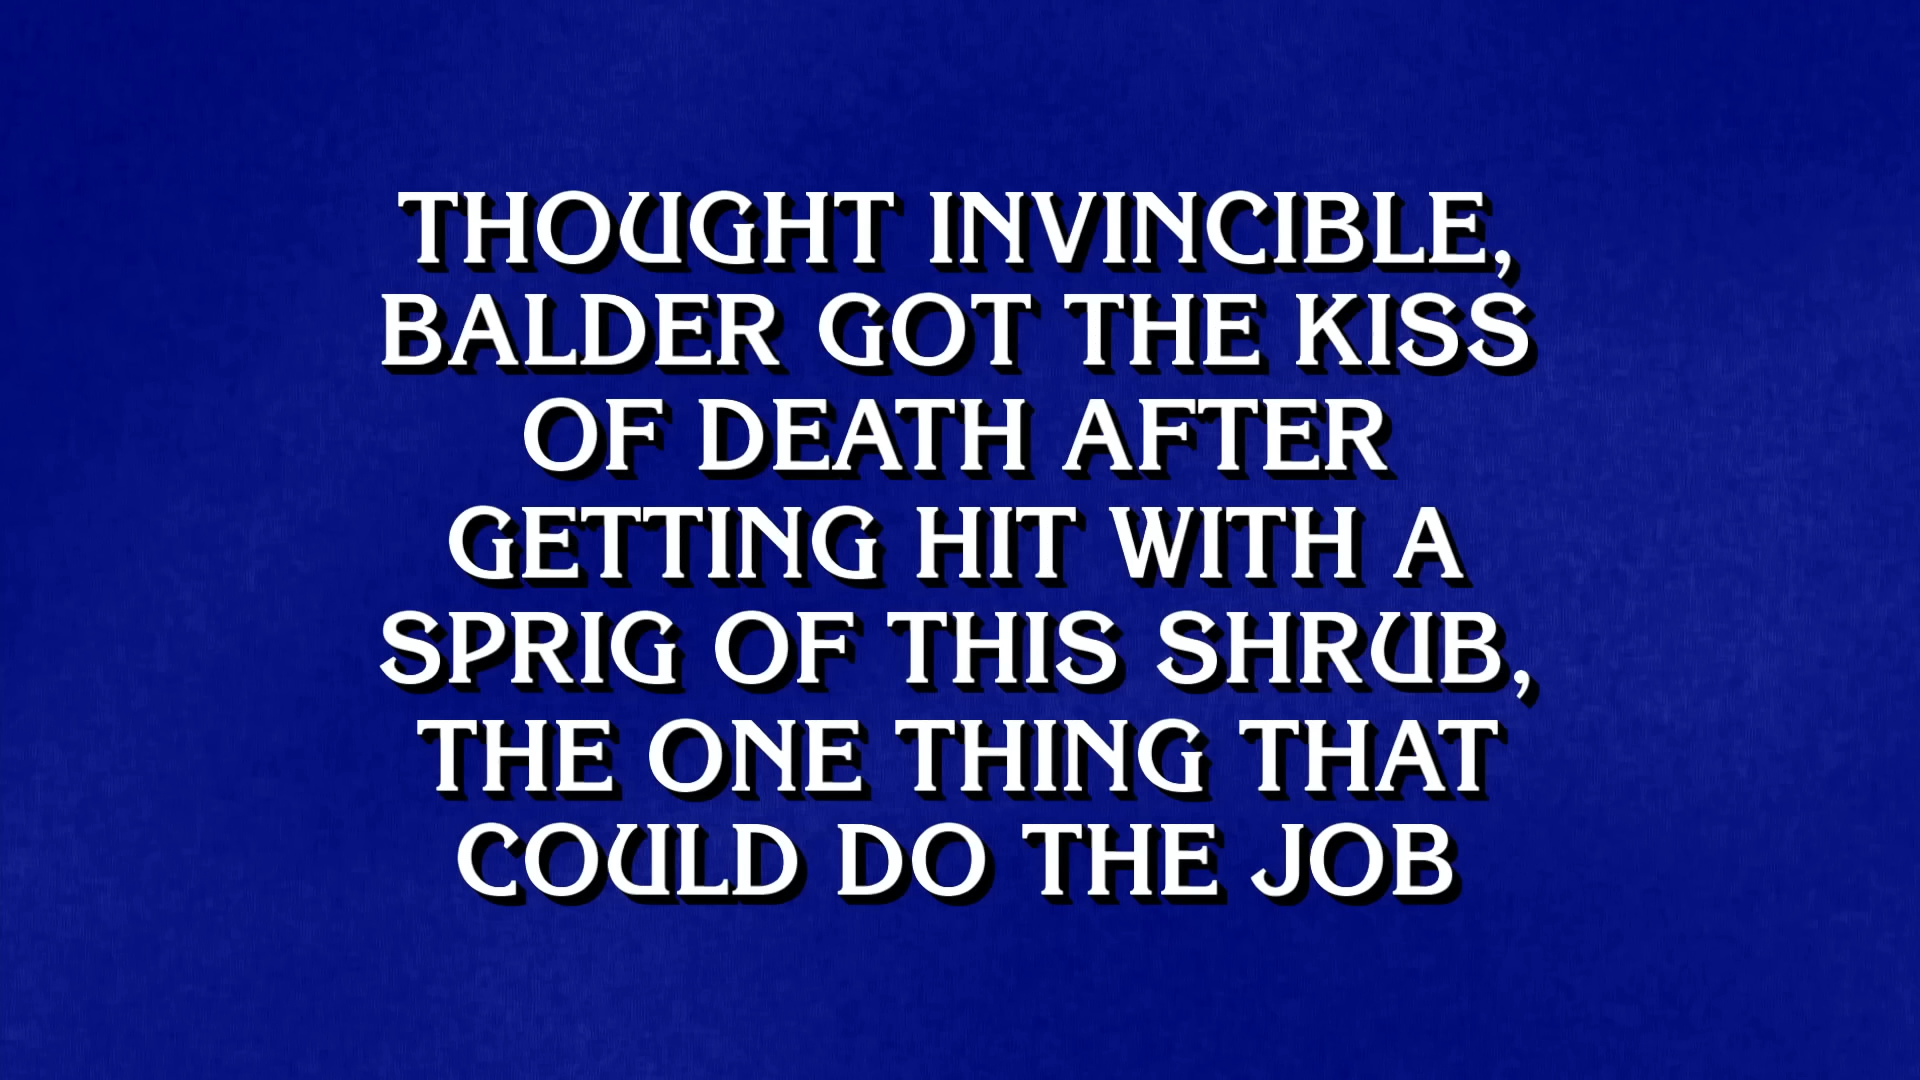 THOUGHT INVINCIBLE,
BALDER GOT THE KISS
OF DEATH AFTER
GETTING HIT WITH A
SPRIG OF THIS SHRUB,
THE ONE THING THAT
COULD DO THE JOB